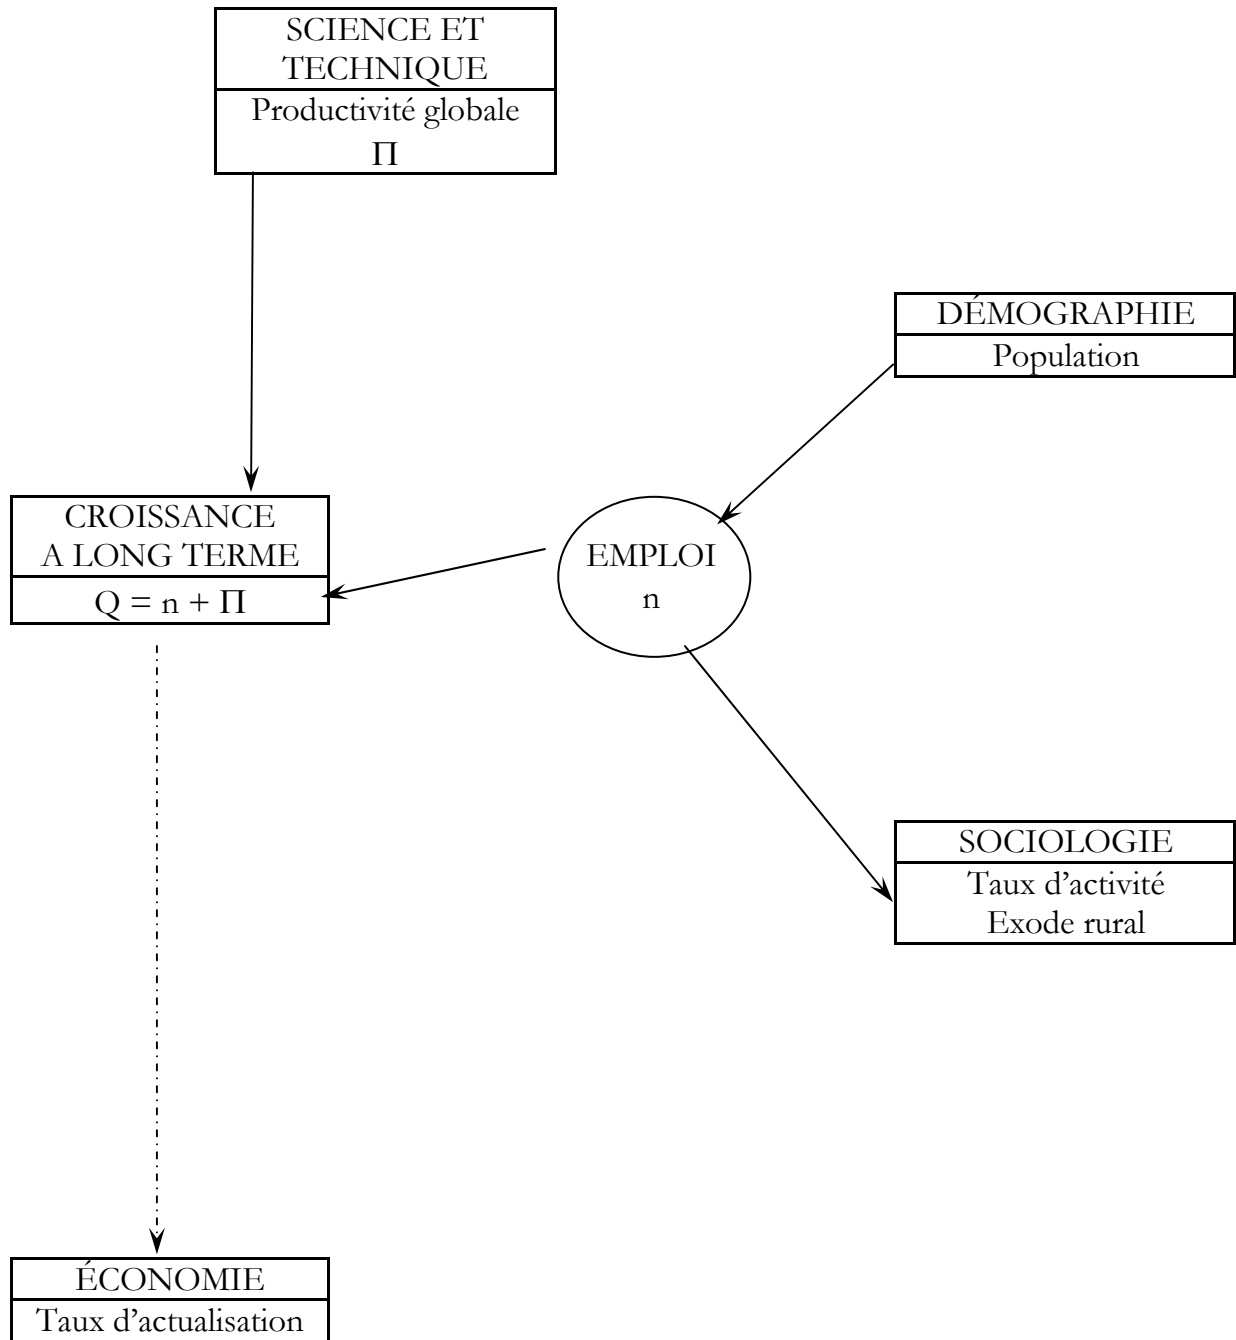 SCIENCE ET
TECHNIQUE
Productivité globale
Π
DÉMOGRAPHIE
Population
CROISSANCE
A LONG TERME
Q = n + Π
EMPLOI
n
SOCIOLOGIE
Taux d'activité
Exode rural
ÉCONOMIE
Taux d'actualisation